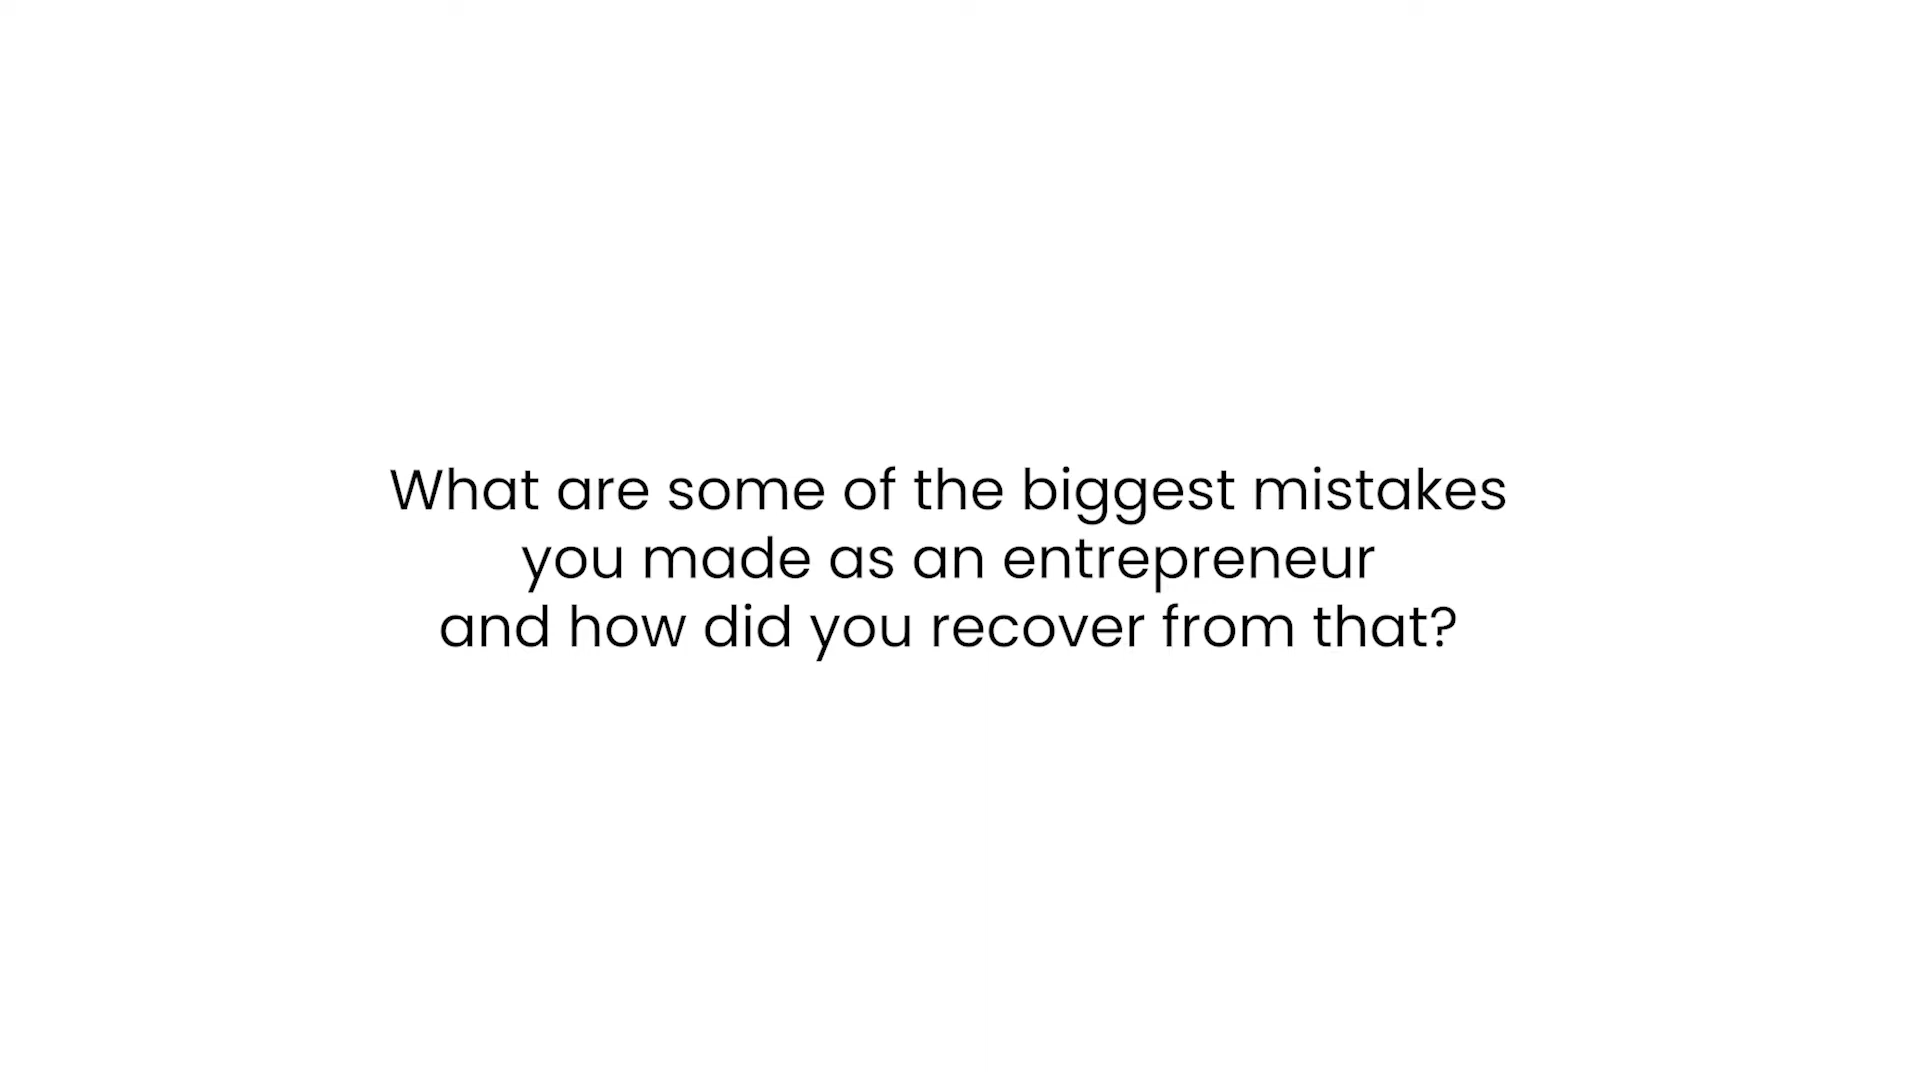 What are some of the biggest mistakes
you made as an entrepreneur
and how did you recover from that?